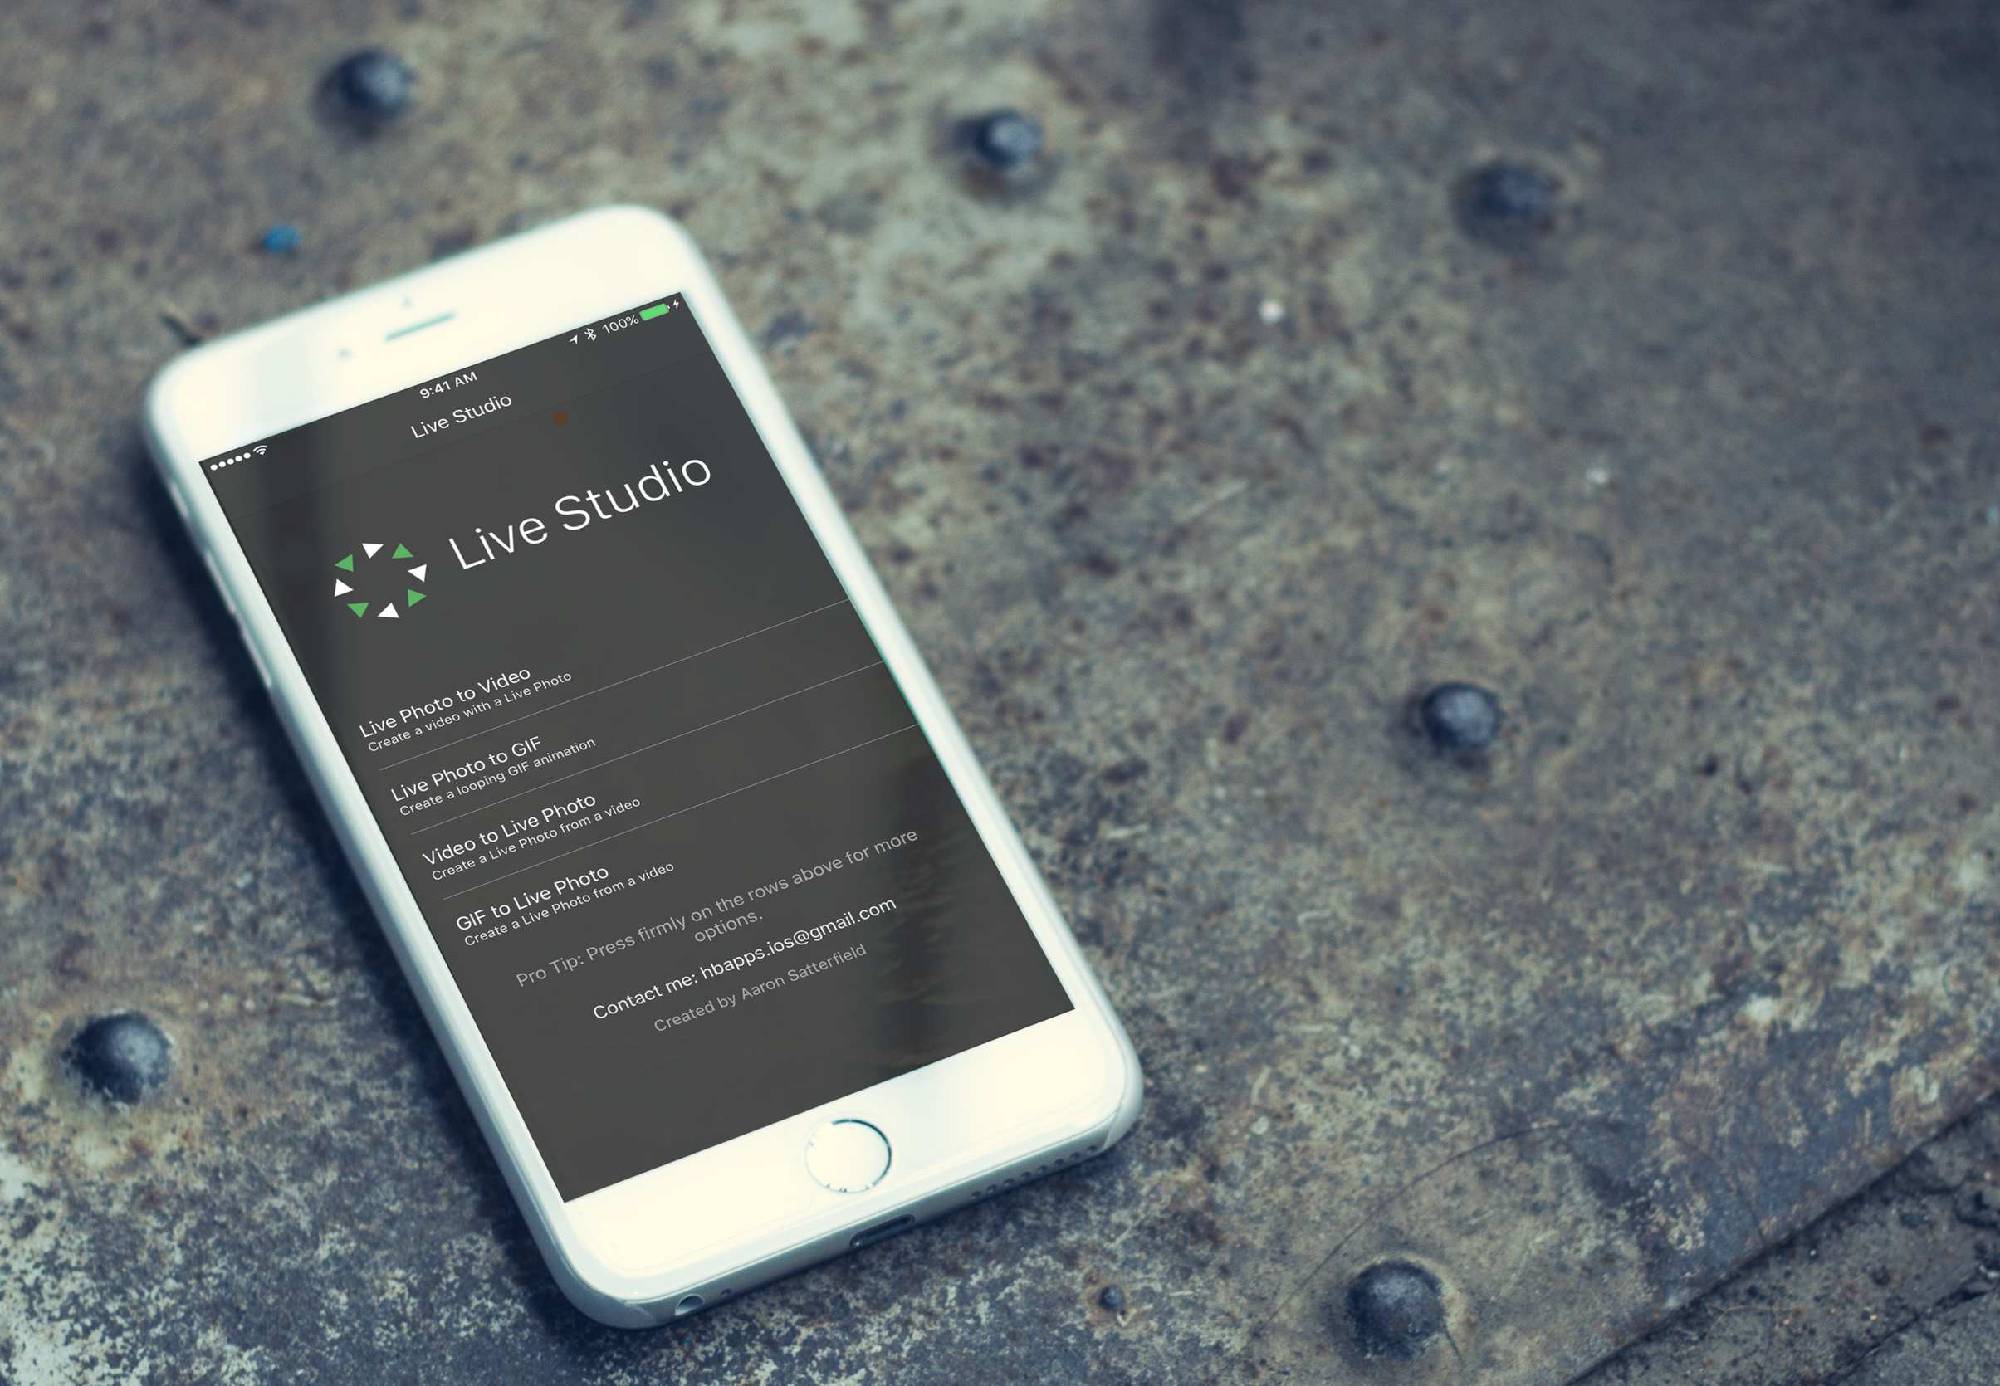 9:41 AM
100%
Live Studio
Live Studio
Live Photo to Video
Create a video with a Live Photo
Live Photo to GIF
Create a looping GIF animation
Video to Live Photo
Create a Live Photo from a video
GIF to Live Photo
Create a Live Photo from a video
Pro Tip: Press firmly on the rows above for more
options.
Contact me: hbapps.ios@gmail.com
Created by Aaron Satterfield